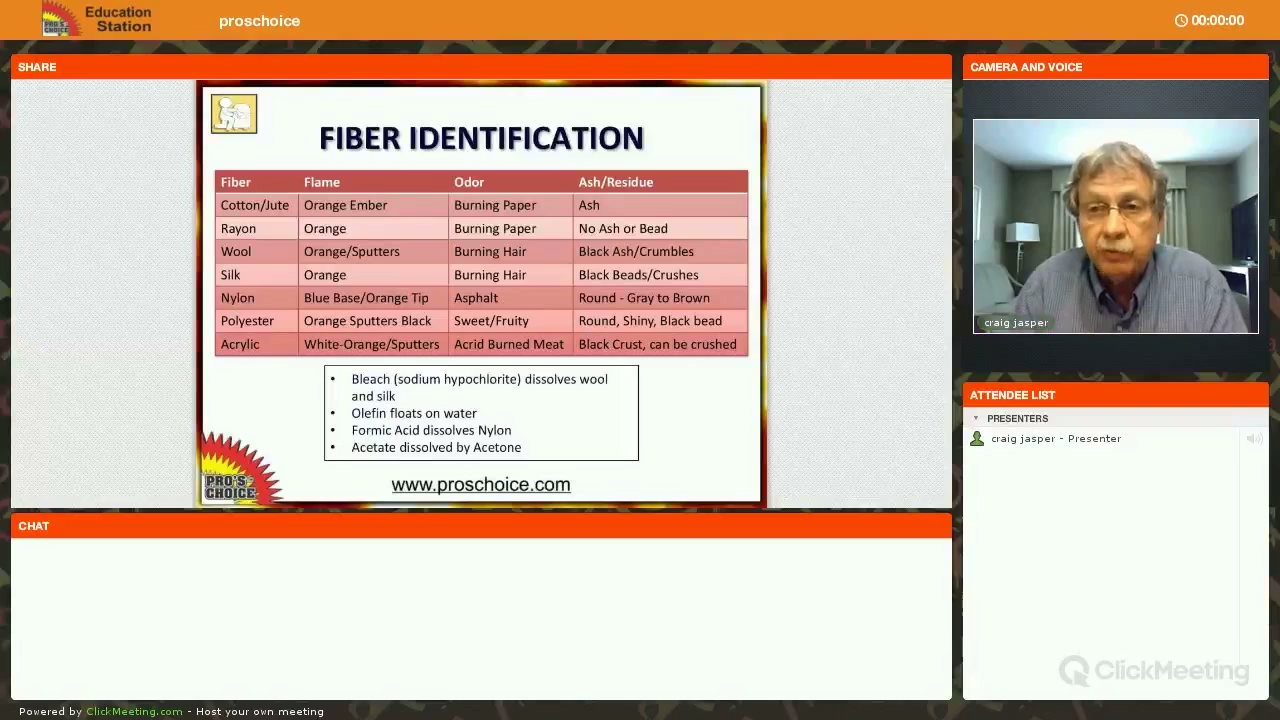 PRO'S CHOICE
Education
Station
proschoice
00:00:00
SHARE
CAMERA AND VOICE
FIBER IDENTIFICATION
Fiber Flame Odor Ash/Residue
Cotton/Jute Orange Ember Burning Paper Ash
Rayon Orange Burning Paper No Ash or Bead
Wool Orange/Sputters Burning Hair Black Ash/Crumbles
Silk Orange Burning Hair Black Beads/Crushes
Nylon Blue Base/Orange Tip Asphalt Round - Gray to Brown
Polyester Orange Sputters Black Sweet/Fruity Round, Shiny, Black bead
Acrylic White-Orange/Sputters Acrid Burned Meat Black Crust, can be crushed
• Bleach (sodium hypochlorite) dissolves wool
and silk
• Olefin floats on water
• Formic Acid dissolves Nylon
• Acetate dissolved by Acetone
PRO'S
CHOICE
www.proschoice.com
craig jasper
ATTENDEE LIST
PRESENTERS
craig jasper - Presenter
CHAT
ClickMeeting
Powered by ClickMeeting.com - Host your own meeting